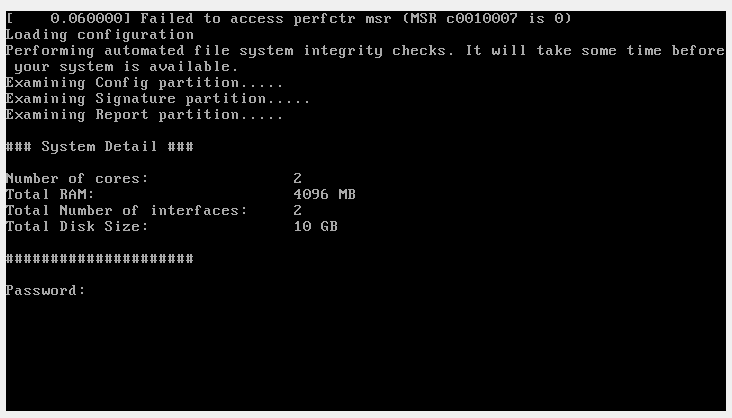 [    0.060000] Failed to access perfctr msr (MSR c0010007 is 0)
Loading configuration
Performing automated file system integrity checks. It will take some time before
 your system is available.
Examining Config partition.....
Examining Signature partition.....
Examining Report partition.....
### System Detail ###
Number of cores: 2
Total RAM: 4096 MB
Total Number of interfaces: 2
Total Disk Size: 10 GB
#####################
Password: